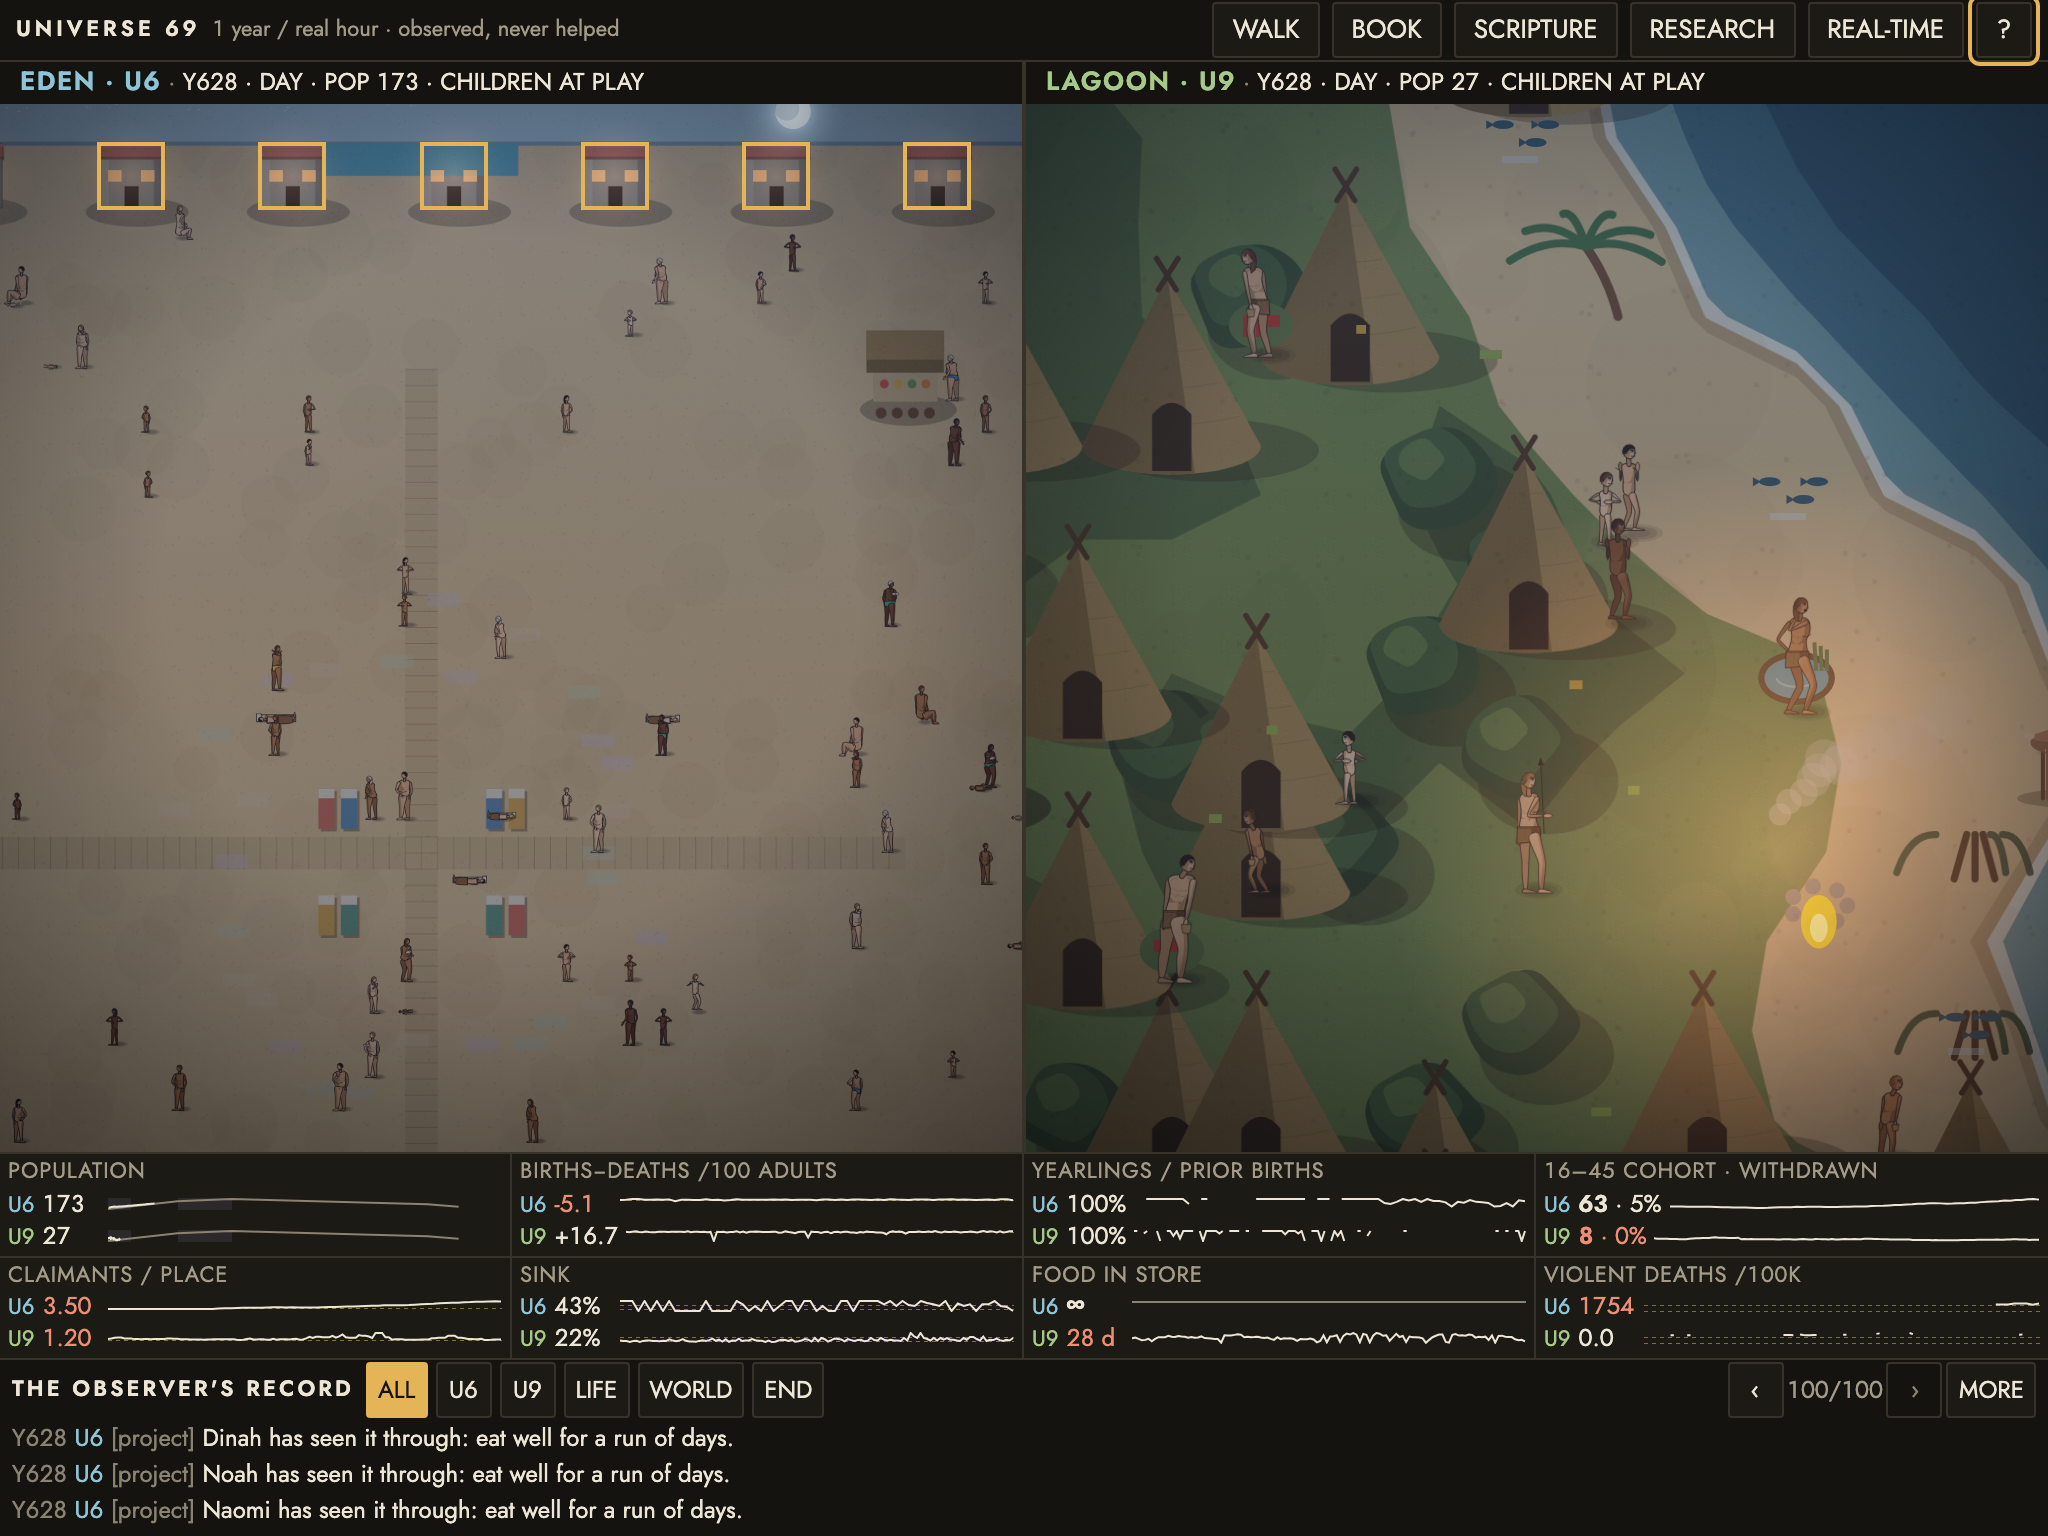 UNIVERSE 69 1 year / real hour · observed, never helped WALK BOOK SCRIPTURE RESEARCH REAL-TIME ?
EDEN · U6 · Y628 · DAY · POP 173 · CHILDREN AT PLAY
LAGOON · U9 · Y628 · DAY · POP 27 · CHILDREN AT PLAY
POPULATION
U6 173
U9 27
BIRTHS–DEATHS /100 ADULTS
U6 -5.1
U9 +16.7
YEARLINGS / PRIOR BIRTHS
U6 100%
U9 100%
16–45 COHORT · WITHDRAWN
U6 63 · 5%
U9 8 · 0%
CLAIMANTS / PLACE
U6 3.50
U9 1.20
SINK
U6 43%
U9 22%
FOOD IN STORE
U6 ∞
U9 28 d
VIOLENT DEATHS /100K
U6 1754
U9 0.0
THE OBSERVER'S RECORD ALL U6 U9 LIFE WORLD END ‹ 100/100 › MORE
Y628 U6 [project] Dinah has seen it through: eat well for a run of days.
Y628 U6 [project] Noah has seen it through: eat well for a run of days.
Y628 U6 [project] Naomi has seen it through: eat well for a run of days.